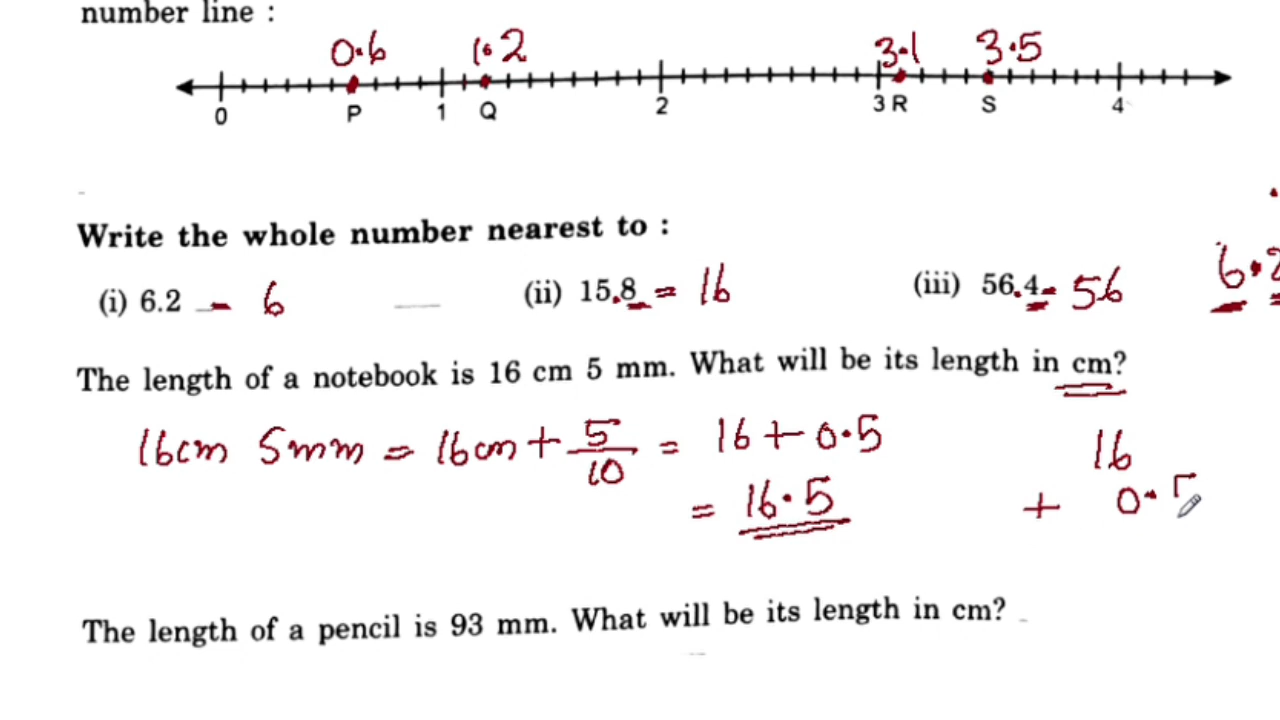 number line :
0.6 1.2 3.1 3.5
0 P 1 Q 2 3 R S 4
Write the whole number nearest to :
(i) 6.2 - 6 (ii) 15.8 = 16 (iii) 56.4 = 56 6.2
The length of a notebook is 16 cm 5 mm. What will be its length in cm?
16cm 5mm = 16cm + 5/10 = 16 + 0.5 16
= 16.5 + 0.5
The length of a pencil is 93 mm. What will be its length in cm?